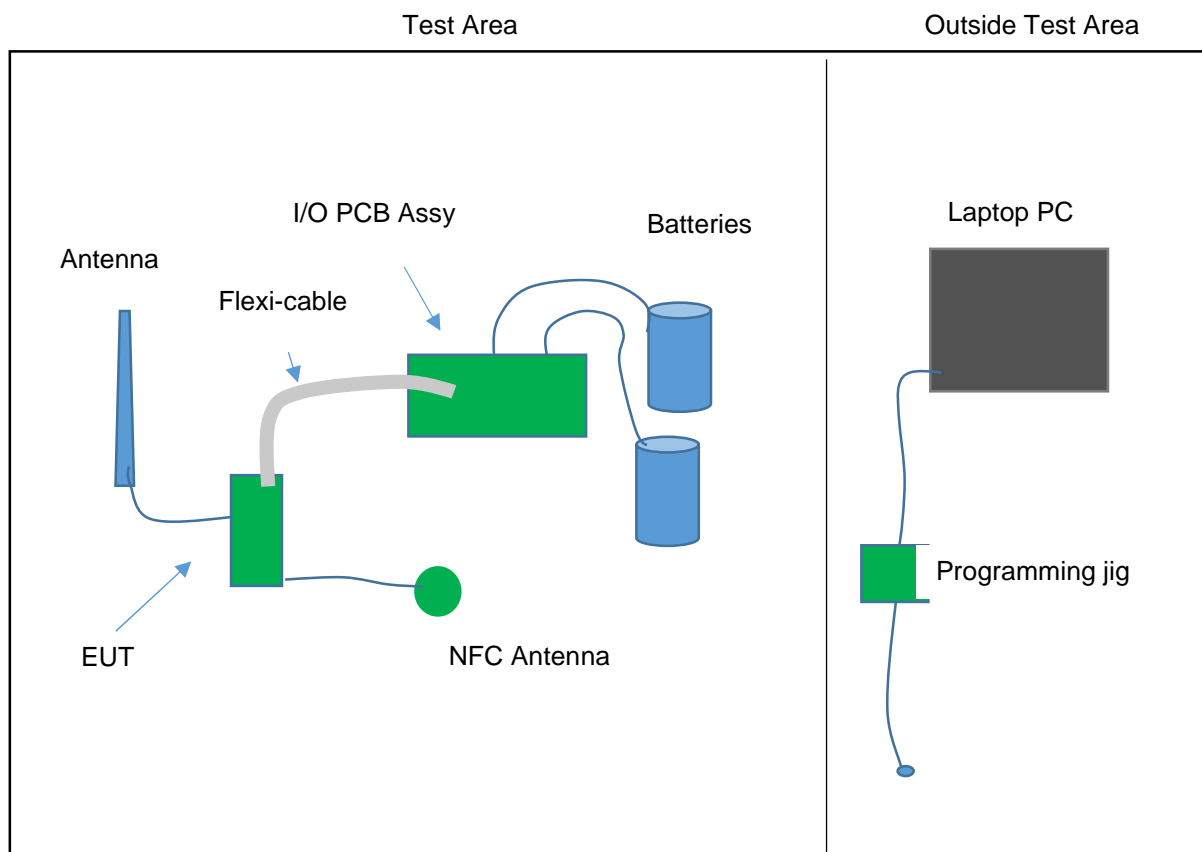 Test Area
Outside Test Area
I/O PCB Assy
Laptop PC
Batteries
Antenna
Flexi-cable
Programming jig
EUT
NFC Antenna